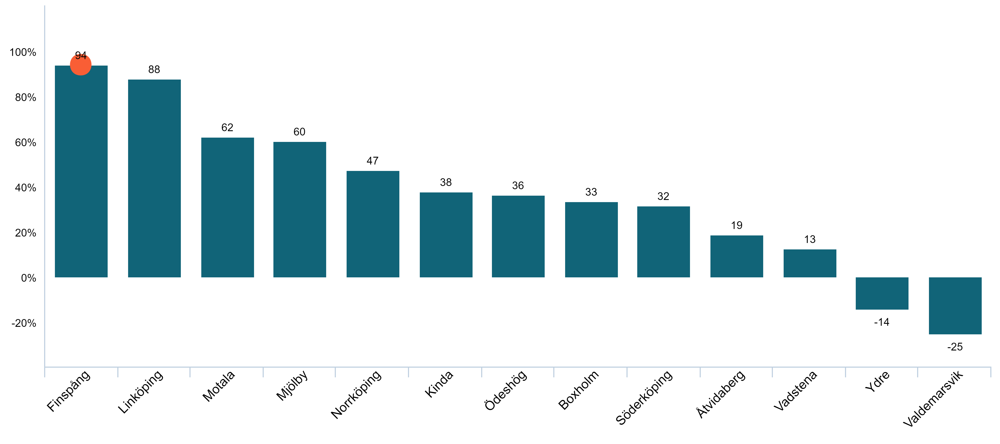 100%
80%
60%
40%
20%
0%
-20%
94
88
62
60
47
38
36
33
32
19
13
-14
-25
Finspång
Linköping
Motala
Mjölby
Norrköping
Kinda
Ödeshög
Boxholm
Söderköping
Åtvidaberg
Vadstena
Ydre
Valdemarsvik